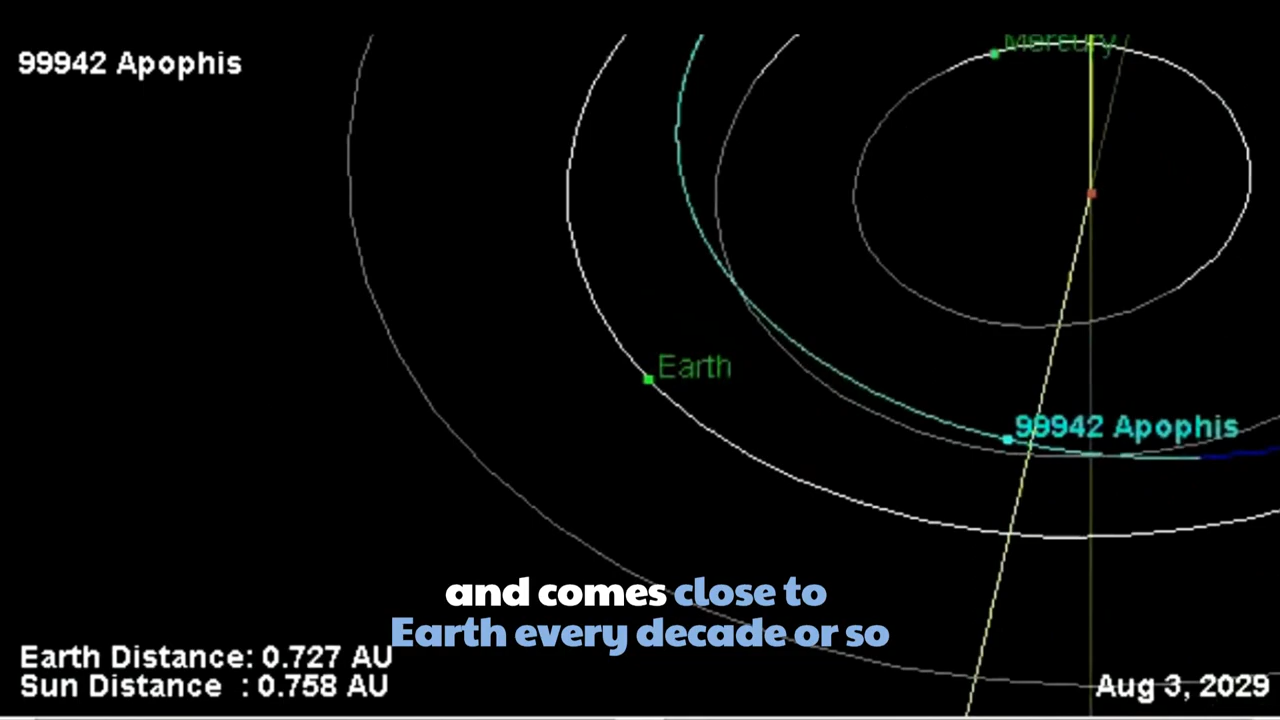 Mercury
99942 Apophis
Earth
99942 Apophis
and comes close to
Earth every decade or so
Earth Distance: 0.727 AU
Sun Distance : 0.758 AU
Aug 3, 2029